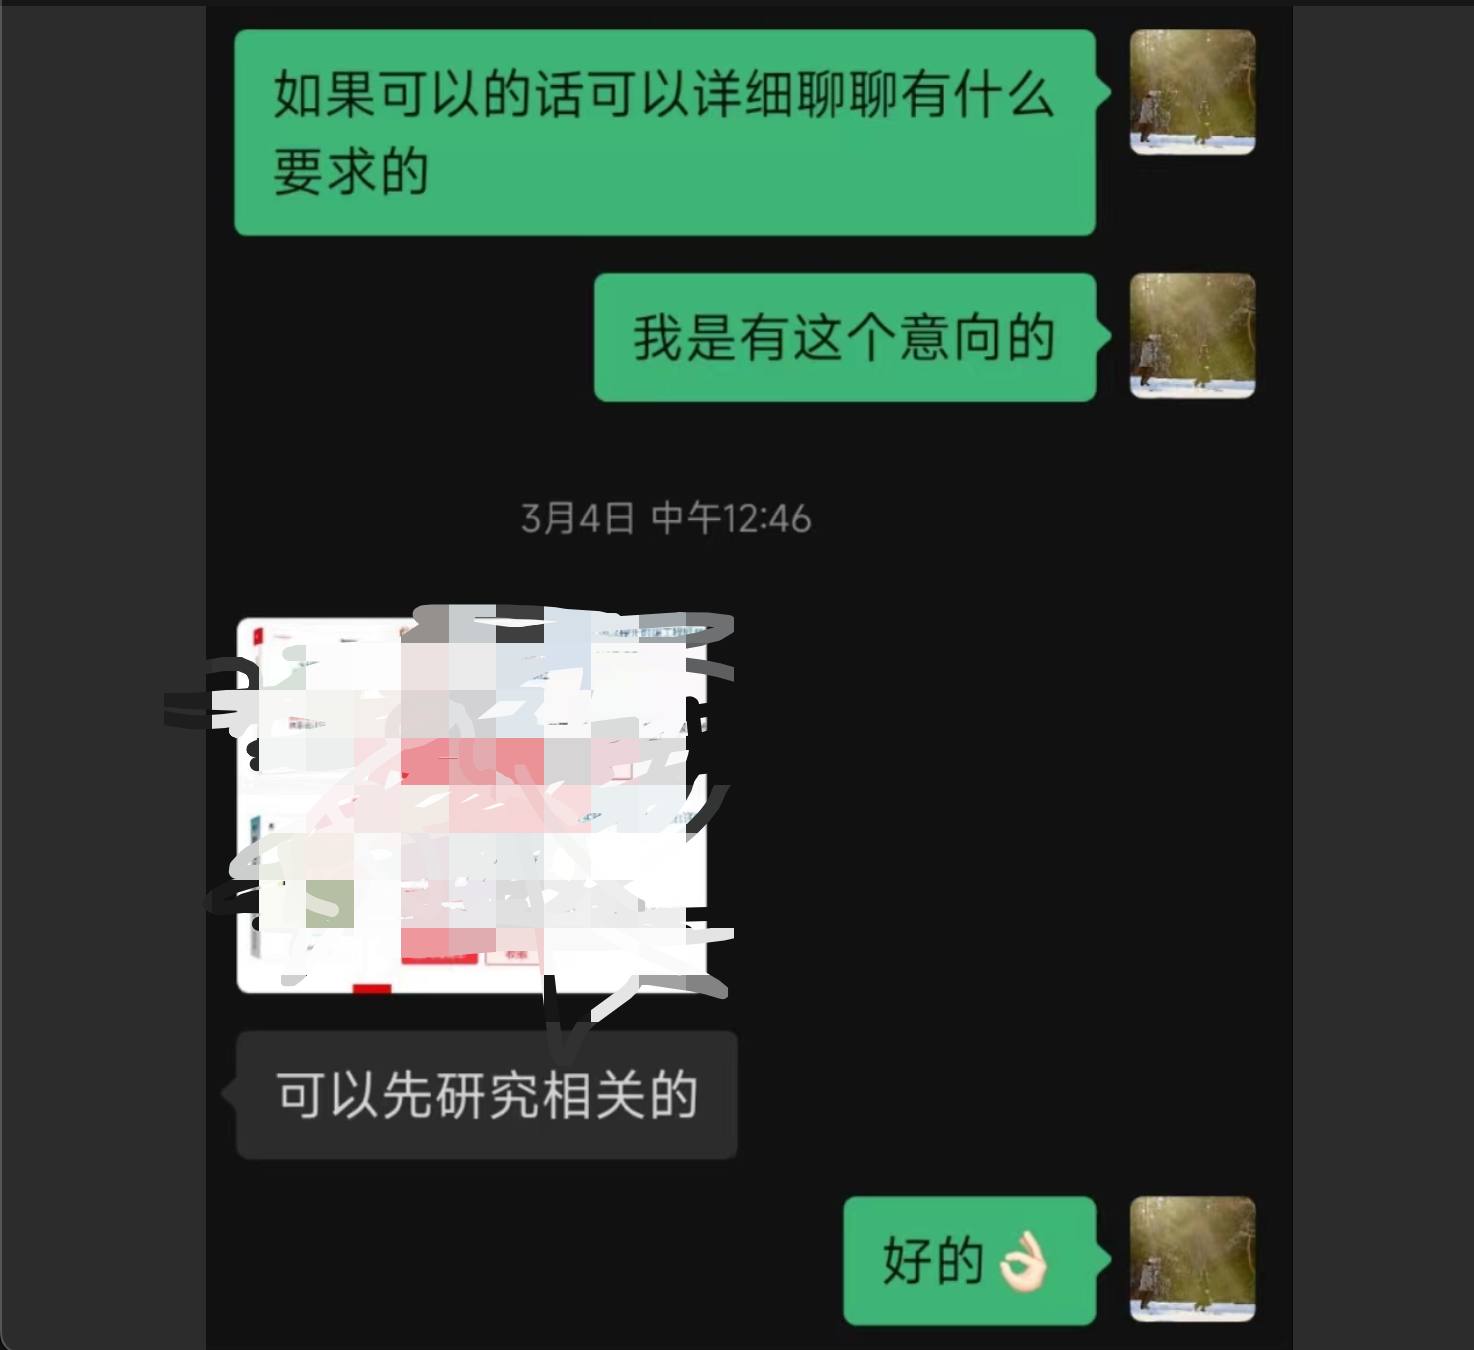 如果可以的话可以详细聊聊有什么
要求的
我是有这个意向的
3月4日 中午12:46
可以先研究相关的
好的👌🏻